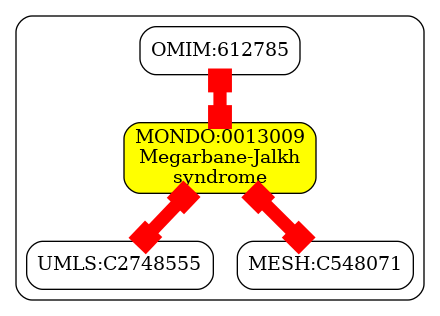 OMIM:612785
MONDO:0013009
Megarbane-Jalkh
syndrome
UMLS:C2748555
MESH:C548071